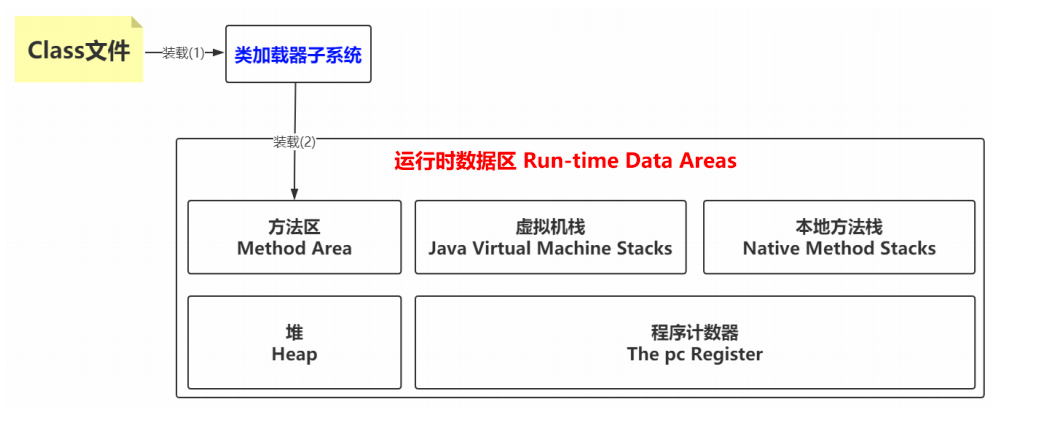 Class文件
装载(1)
类加载器子系统
装载(2)
运行时数据区 Run-time Data Areas
方法区
Method Area
虚拟机栈
Java Virtual Machine Stacks
本地方法栈
Native Method Stacks
堆
Heap
程序计数器
The pc Register